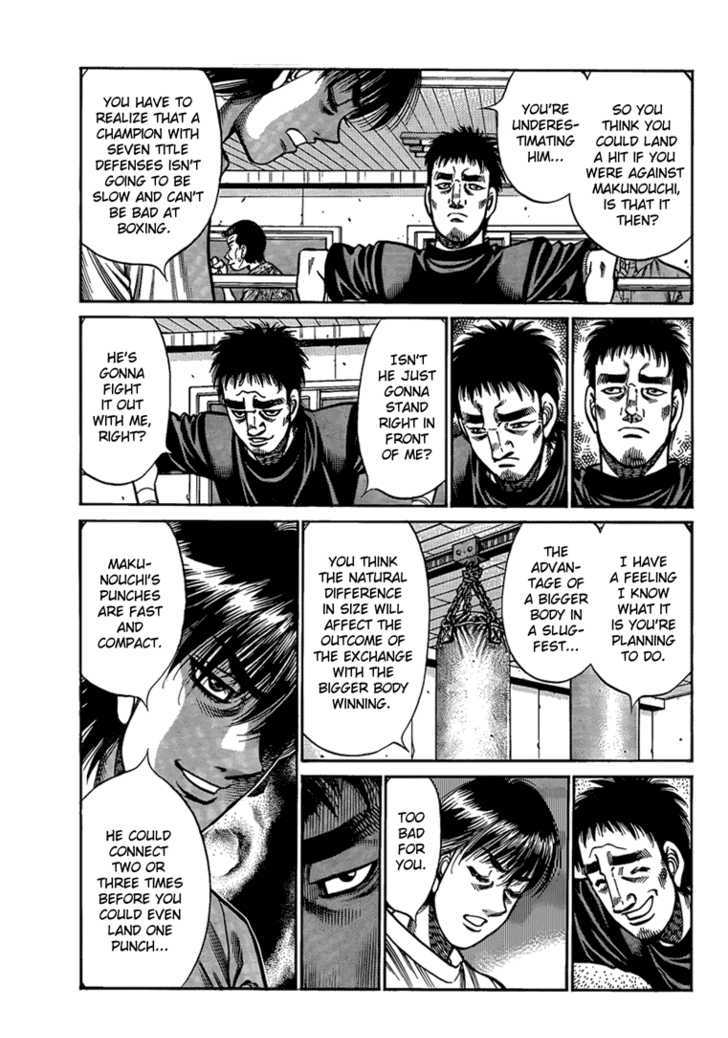 SO YOU
THINK YOU
COULD LAND
A HIT IF YOU
WERE AGAINST
MAKUNOUCHI,
IS THAT IT
THEN?
YOU'RE
UNDERES-
TIMATING
HIM...
YOU HAVE TO
REALIZE THAT A
CHAMPION WITH
SEVEN TITLE
DEFENSES ISN'T
GOING TO BE
SLOW AND CAN'T
BE BAD AT
BOXING.
ISN'T
HE JUST
GONNA
STAND
RIGHT IN
FRONT
OF ME?
HE'S
GONNA
FIGHT
IT OUT
WITH ME,
RIGHT?
I HAVE
A FEELING
I KNOW
WHAT IT
IS YOU'RE
PLANNING
TO DO.
THE
ADVAN-
TAGE OF
A BIGGER
BODY IN
A SLUG-
FEST...
YOU THINK
THE NATURAL
DIFFERENCE
IN SIZE WILL
AFFECT THE
OUTCOME OF
THE EXCHANGE
WITH THE
BIGGER BODY
WINNING.
MAKU-
NOUCHI'S
PUNCHES
ARE FAST
AND
COMPACT.
HE COULD
CONNECT
TWO OR
THREE TIMES
BEFORE YOU
COULD EVEN
LAND ONE
PUNCH...
TOO
BAD
FOR
YOU.